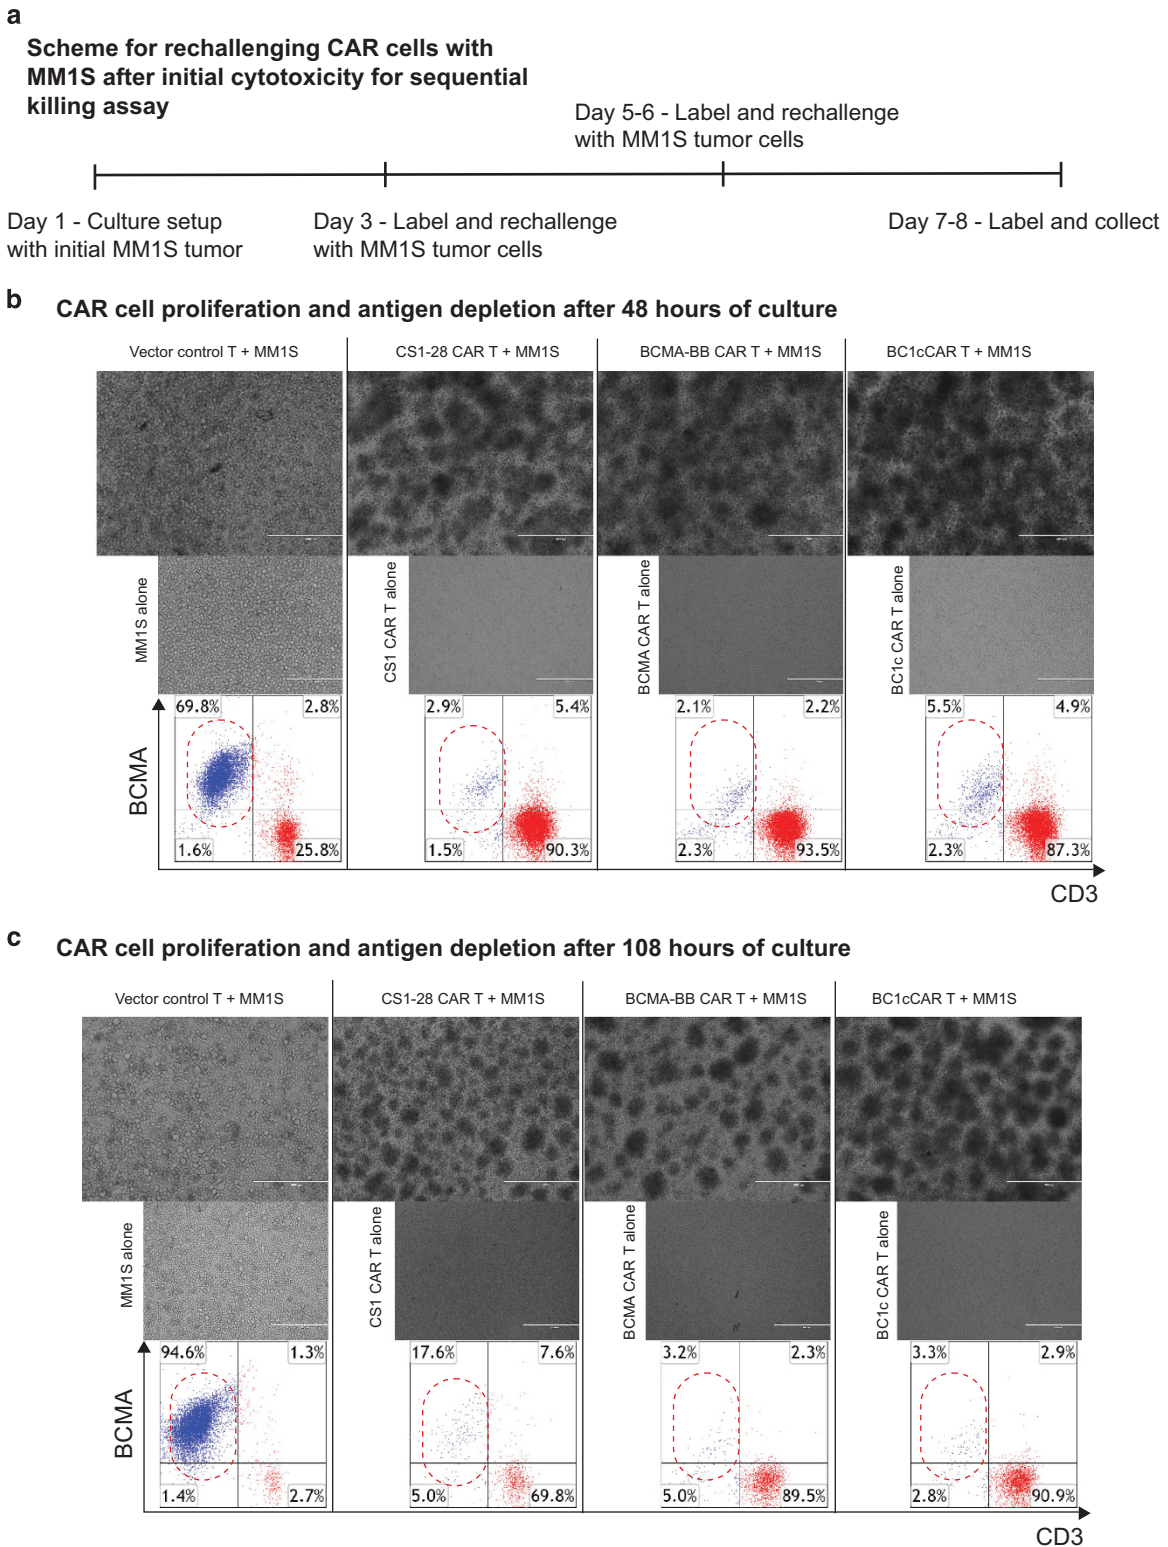 a
Scheme for rechallenging CAR cells with
MM1S after initial cytotoxicity for sequential
killing assay
Day 5-6 - Label and rechallenge
with MM1S tumor cells
Day 1 - Culture setup
with initial MM1S tumor
Day 3 - Label and rechallenge
with MM1S tumor cells
Day 7-8 - Label and collect
b
CAR cell proliferation and antigen depletion after 48 hours of culture
Vector control T + MM1S
CS1-28 CAR T + MM1S
BCMA-BB CAR T + MM1S
BC1cCAR T + MM1S
MM1S alone
CS1 CAR T alone
BCMA CAR T alone
BC1c CAR T alone
BCMA
69.8% 2.8%
1.6% 25.8%
2.9% 5.4%
1.5% 90.3%
2.1% 2.2%
2.3% 93.5%
5.5% 4.9%
2.3% 87.3%
CD3
c
CAR cell proliferation and antigen depletion after 108 hours of culture
Vector control T + MM1S
CS1-28 CAR T + MM1S
BCMA-BB CAR T + MM1S
BC1cCAR T + MM1S
MM1S alone
CS1 CAR T alone
BCMA CAR T alone
BC1c CAR T alone
BCMA
94.6% 1.3%
1.4% 2.7%
17.6% 7.6%
5.0% 69.8%
3.2% 2.3%
5.0% 89.5%
3.3% 2.9%
2.8% 90.9%
CD3